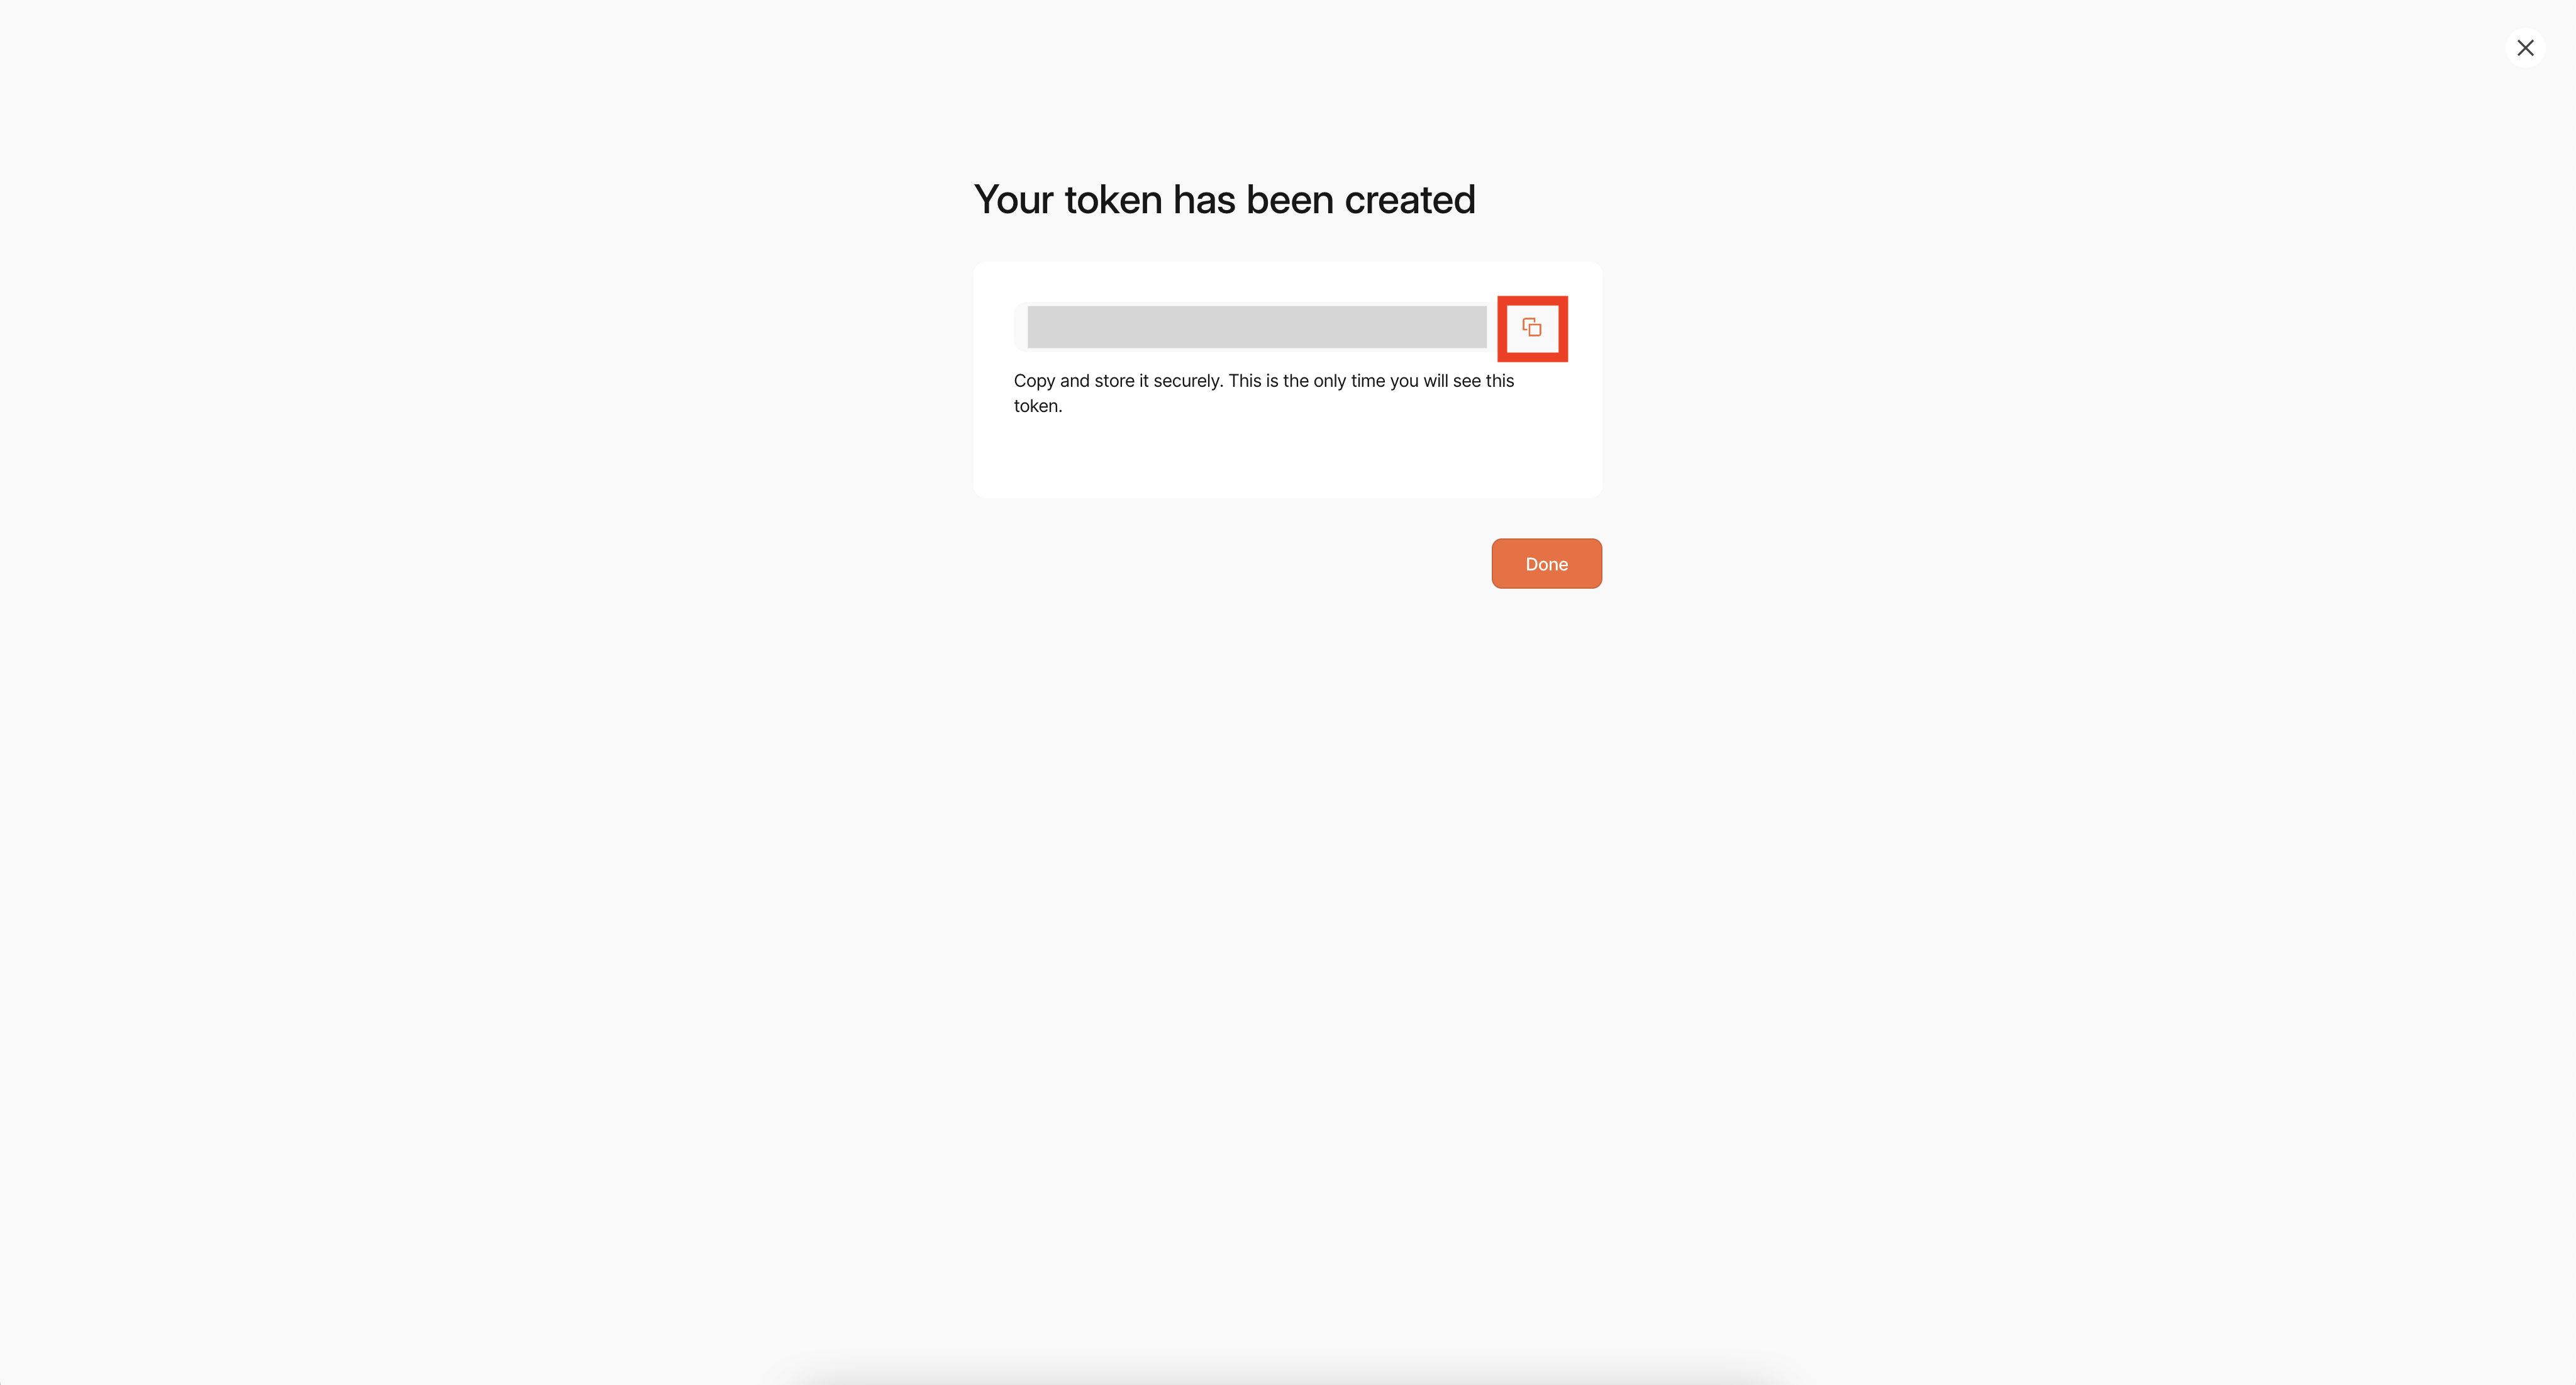 Your token has been created
Copy and store it securely. This is the only time you will see this
token.
Done